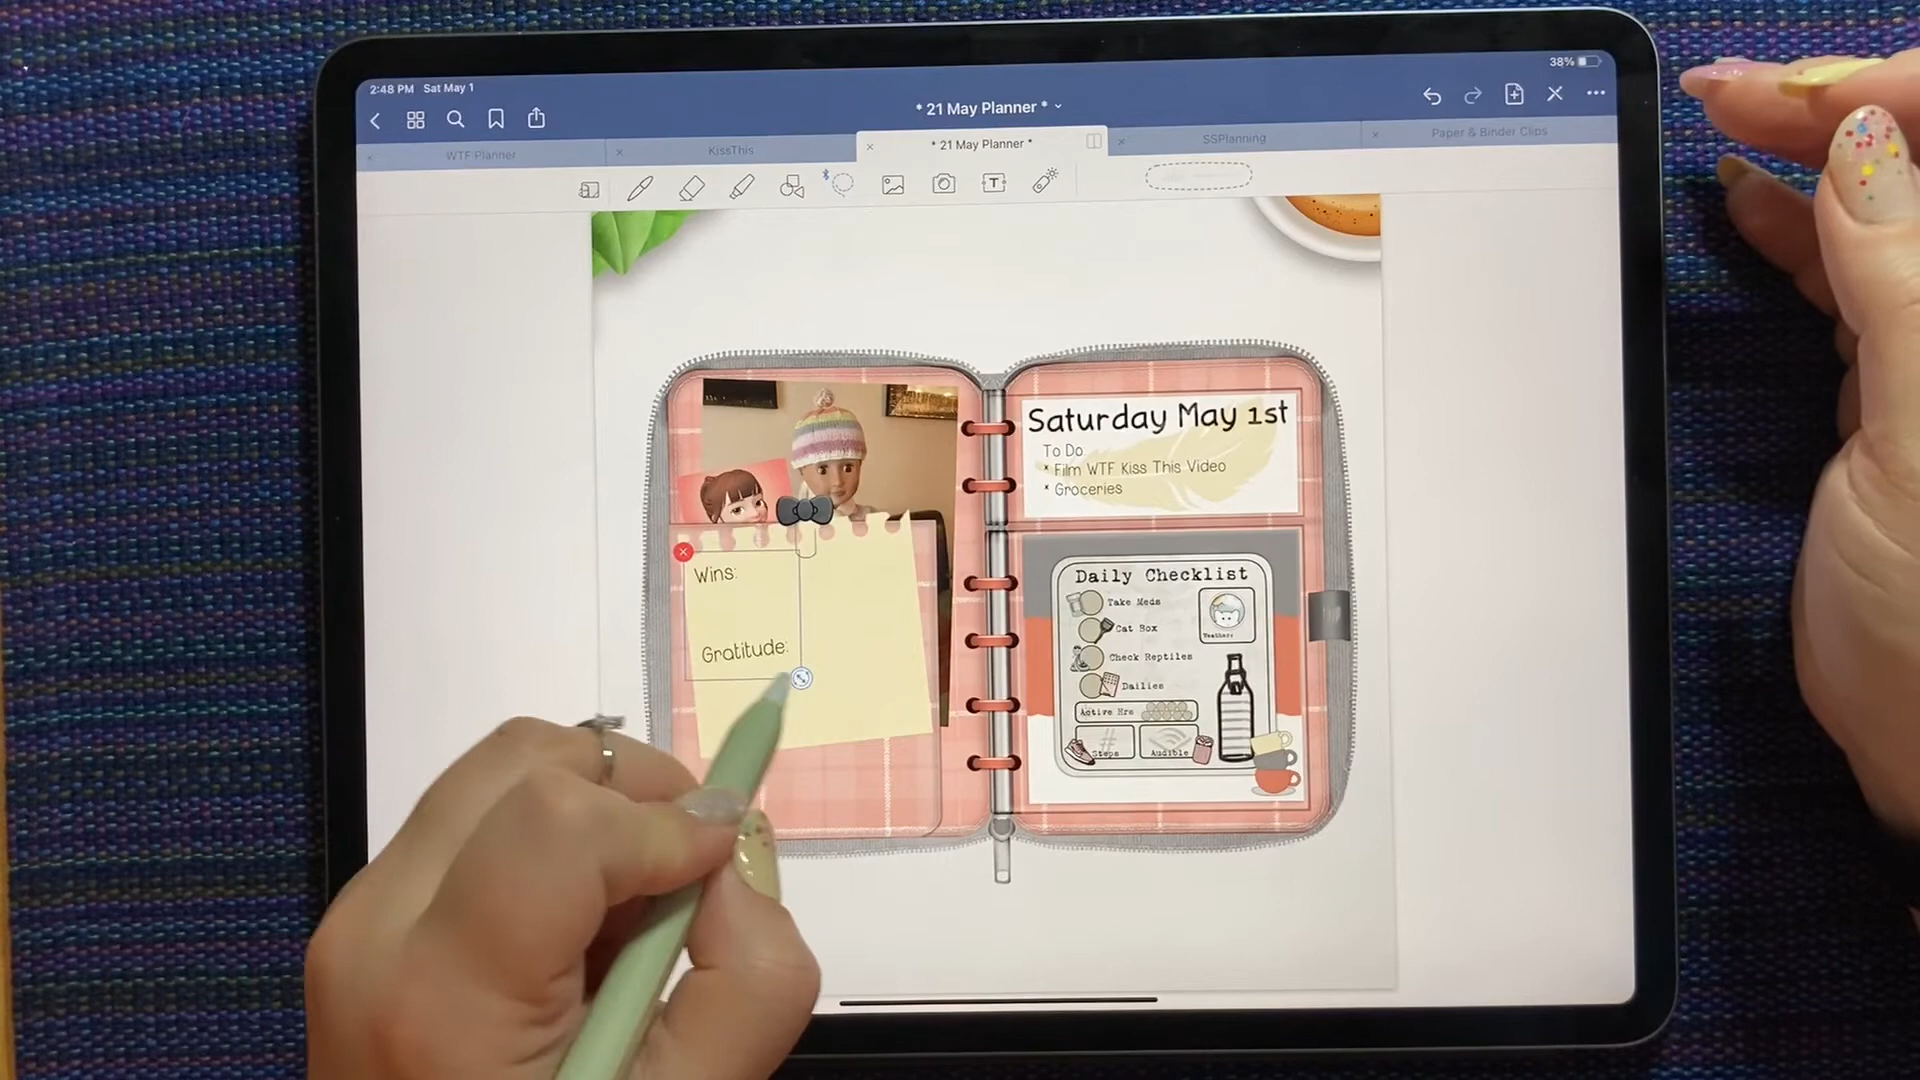 2:48 PM Sat May 1
38%
* 21 May Planner *
WTF Planner
KissThis
* 21 May Planner *
SSPlanning
Paper & Binder Clips
T
Saturday May 1st
To Do
* Film WTF Kiss This Video
* Groceries
Wins:
Gratitude:
Daily Checklist
Take Meds
Cat Box
Weather:
Check Reptiles
Dailies
Active Hrs
#
Steps
Audible